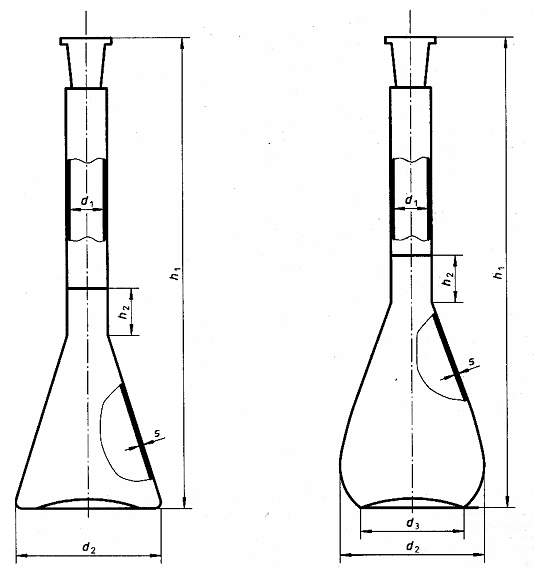 d₁
h₁
h₂
s
d₂
d₁
h₁
h₂
s
d₃
d₂